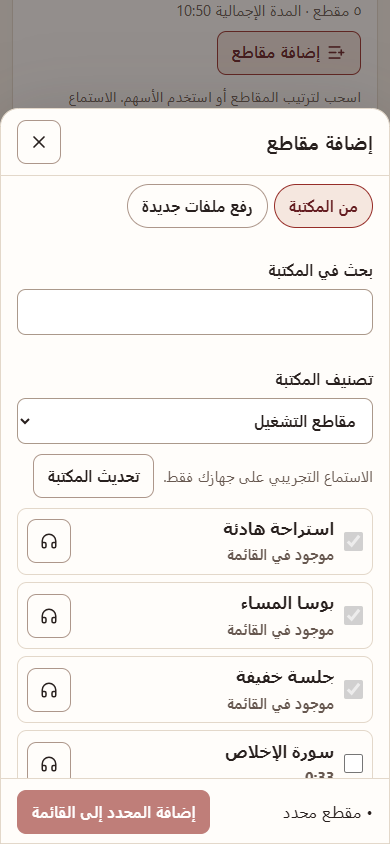 ٥ مقطع · المدة الإجمالية 10:50
إضافة مقاطع
اسحب لترتيب المقاطع أو استخدم الأسهم. الاستماع
إضافة مقاطع
من المكتبة
رفع ملفات جديدة
بحث في المكتبة
تصنيف المكتبة
مقاطع التشغيل
الاستماع التجريبي على جهازك فقط.
تحديث المكتبة
استراحة هادئة
موجود في القائمة
بوسا المساء
موجود في القائمة
جلسة خفيفة
موجود في القائمة
سورة الإخلاص
0:33
٠ مقطع محدد
إضافة المحدد إلى القائمة